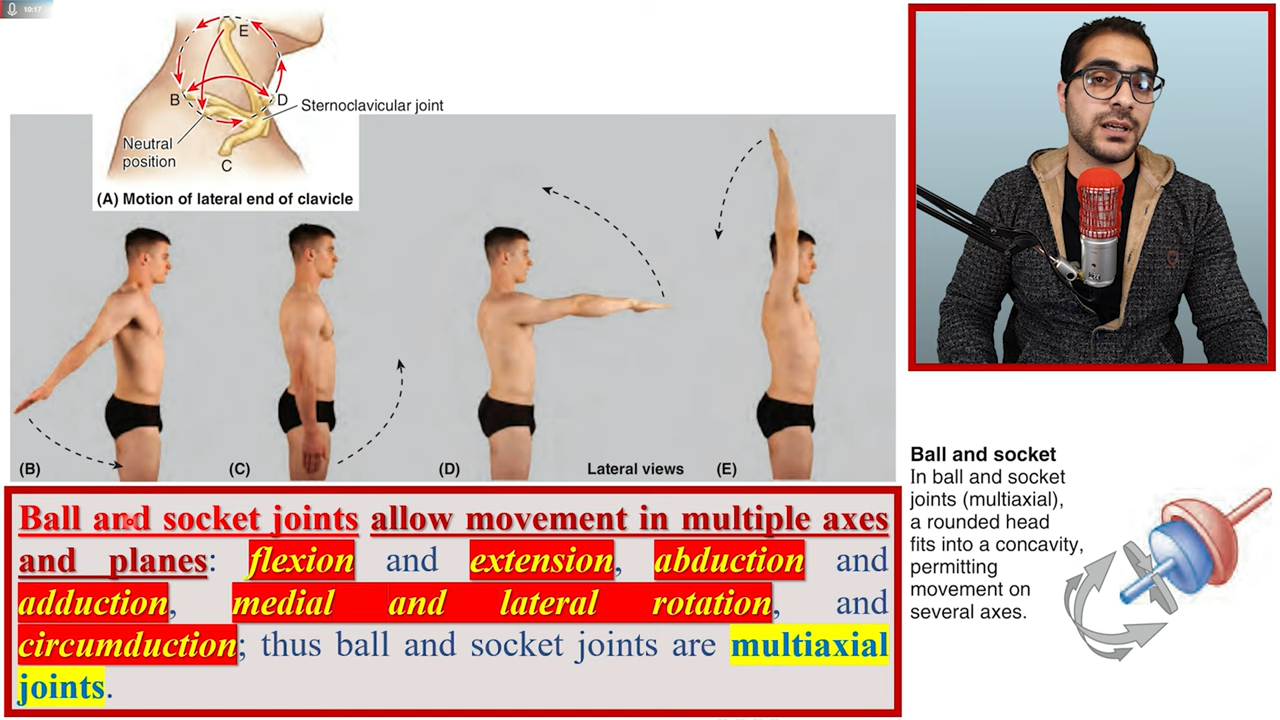 10:17
E
B
D
Sternoclavicular joint
Neutral
position
C
(A) Motion of lateral end of clavicle
(B)
(C)
(D)
Lateral views
(E)
Ball and socket joints allow movement in multiple axes
and planes: flexion and extension, abduction and
adduction, medial and lateral rotation, and
circumduction; thus ball and socket joints are multiaxial
joints.
Ball and socket
In ball and socket
joints (multiaxial),
a rounded head
fits into a concavity,
permitting
movement on
several axes.